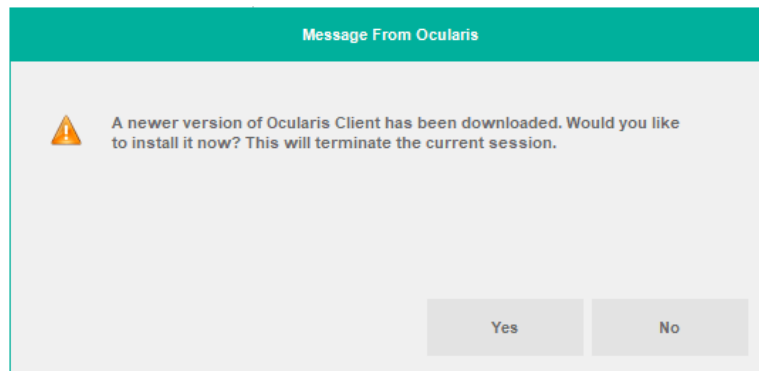 Message From Ocularis
A newer version of Ocularis Client has been downloaded. Would you like
to install it now? This will terminate the current session.
Yes
No